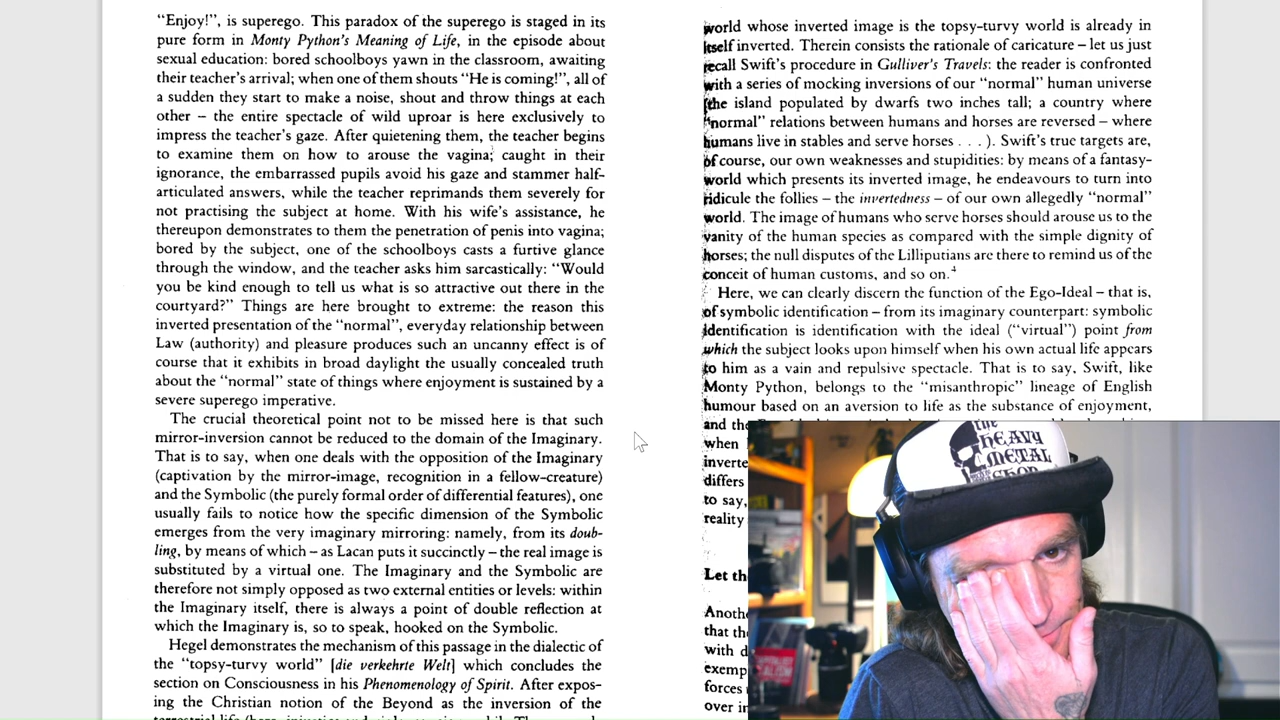 “Enjoy!”, is superego. This paradox of the superego is staged in its
pure form in Monty Python's Meaning of Life, in the episode about
sexual education: bored schoolboys yawn in the classroom, awaiting
their teacher's arrival; when one of them shouts “He is coming!”, all of
a sudden they start to make a noise, shout and throw things at each
other – the entire spectacle of wild uproar is here exclusively to
impress the teacher's gaze. After quietening them, the teacher begins
to examine them on how to arouse the vagina; caught in their
ignorance, the embarrassed pupils avoid his gaze and stammer half-
articulated answers, while the teacher reprimands them severely for
not practising the subject at home. With his wife's assistance, he
thereupon demonstrates to them the penetration of penis into vagina;
bored by the subject, one of the schoolboys casts a furtive glance
through the window, and the teacher asks him sarcastically: “Would
you be kind enough to tell us what is so attractive out there in the
courtyard?” Things are here brought to extreme: the reason this
inverted presentation of the “normal”, everyday relationship between
Law (authority) and pleasure produces such an uncanny effect is of
course that it exhibits in broad daylight the usually concealed truth
about the “normal” state of things where enjoyment is sustained by a
severe superego imperative.
The crucial theoretical point not to be missed here is that such
mirror-inversion cannot be reduced to the domain of the Imaginary.
That is to say, when one deals with the opposition of the Imaginary
(captivation by the mirror-image, recognition in a fellow-creature)
and the Symbolic (the purely formal order of differential features), one
usually fails to notice how the specific dimension of the Symbolic
emerges from the very imaginary mirroring: namely, from its doub-
ling, by means of which – as Lacan puts it succinctly – the real image is
substituted by a virtual one. The Imaginary and the Symbolic are
therefore not simply opposed as two external entities or levels: within
the Imaginary itself, there is always a point of double reflection at
which the Imaginary is, so to speak, hooked on the Symbolic.
Hegel demonstrates the mechanism of this passage in the dialectic of
the “topsy-turvy world” [die verkehrte Welt] which concludes the
section on Consciousness in his Phenomenology of Spirit. After expos-
ing the Christian notion of the Beyond as the inversion of the
world whose inverted image is the topsy-turvy world is already in
itself inverted. Therein consists the rationale of caricature – let us just
recall Swift's procedure in Gulliver's Travels: the reader is confronted
with a series of mocking inversions of our “normal” human universe
(the island populated by dwarfs two inches tall; a country where
“normal” relations between humans and horses are reversed – where
humans live in stables and serve horses . . . ). Swift's true targets are,
of course, our own weaknesses and stupidities: by means of a fantasy-
world which presents its inverted image, he endeavours to turn into
ridicule the follies – the invertedness – of our own allegedly “normal”
world. The image of humans who serve horses should arouse us to the
vanity of the human species as compared with the simple dignity of
horses; the null disputes of the Lilliputians are there to remind us of the
conceit of human customs, and so on.4
Here, we can clearly discern the function of the Ego-Ideal – that is,
of symbolic identification – from its imaginary counterpart: symbolic
identification is identification with the ideal (“virtual”) point from
which the subject looks upon himself when his own actual life appears
to him as a vain and repulsive spectacle. That is to say, Swift, like
Monty Python, belongs to the “misanthropic” lineage of English
humour based on an aversion to life as the substance of enjoyment,
and the
when
inverte
differs
to say,
reality
Let th
Anoth
that th
with d
exemp
forces
over in
THE
HEAVY
METAL
SHOP